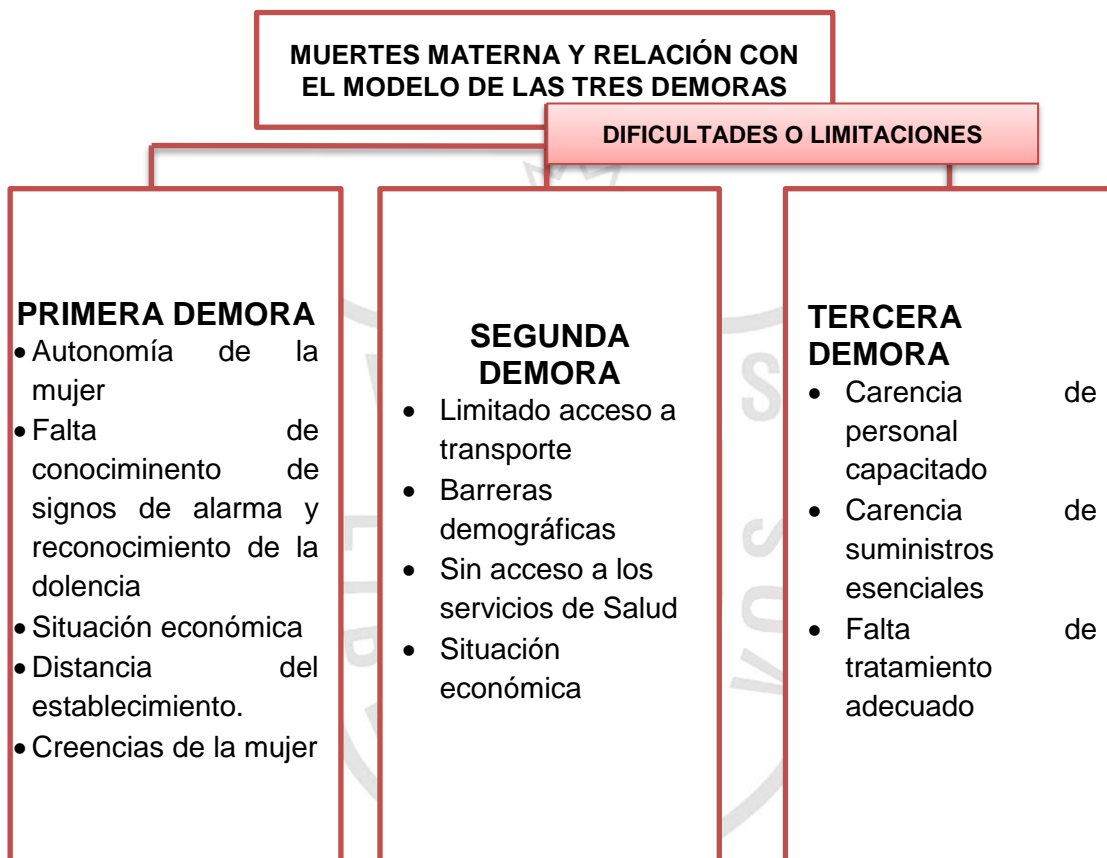 MUERTES MATERNA Y RELACIÓN CON
EL MODELO DE LAS TRES DEMORAS
DIFICULTADES O LIMITACIONES
PRIMERA DEMORA
• Autonomía de la
mujer
• Falta de
conociminento de
signos de alarma y
reconocimiento de la
dolencia
• Situación económica
• Distancia del
establecimiento.
• Creencias de la mujer
SEGUNDA
DEMORA
• Limitado acceso a
transporte
• Barreras
demográficas
• Sin acceso a los
servicios de Salud
• Situación
económica
TERCERA
DEMORA
• Carencia de
personal
capacitado
• Carencia de
suministros
esenciales
• Falta de
tratamiento
adecuado